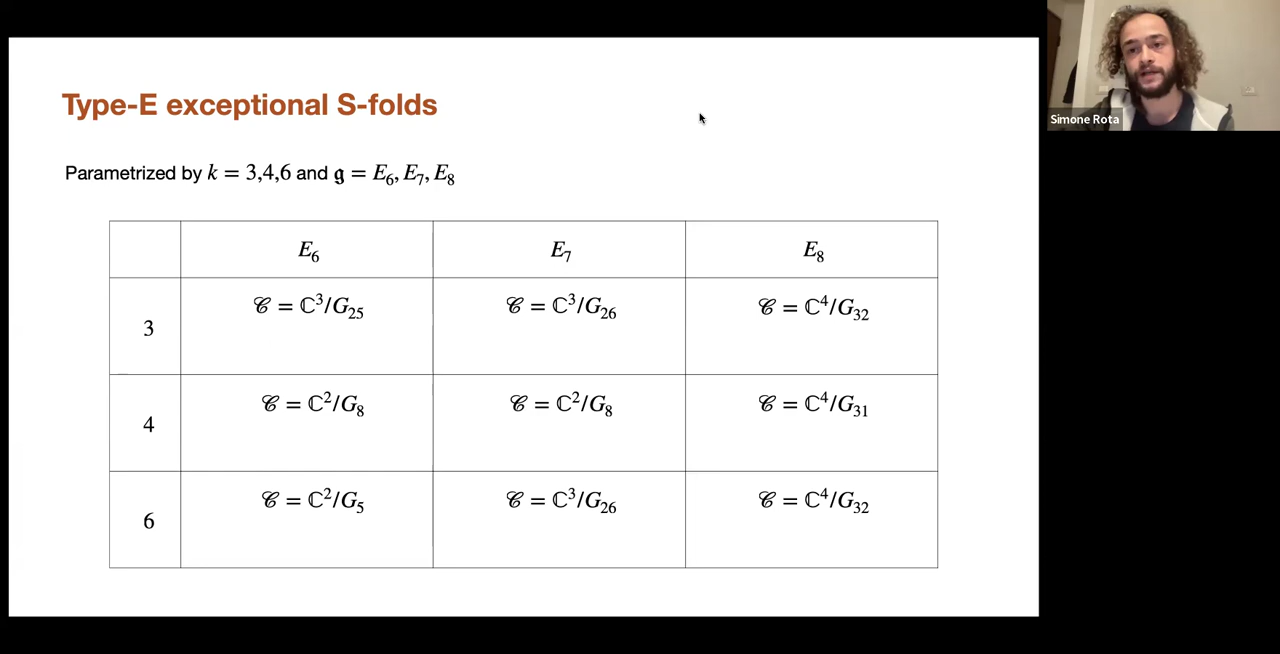 Type-E exceptional S-folds
Simone Rota
Parametrized by k = 3,4,6 and 𝔤 = E₆, E₇, E₈
E₆ E₇ E₈
3 𝒞 = ℂ³/G₂₅ 𝒞 = ℂ³/G₂₆ 𝒞 = ℂ⁴/G₃₂
4 𝒞 = ℂ²/G₈ 𝒞 = ℂ²/G₈ 𝒞 = ℂ⁴/G₃₁
6 𝒞 = ℂ²/G₅ 𝒞 = ℂ³/G₂₆ 𝒞 = ℂ⁴/G₃₂